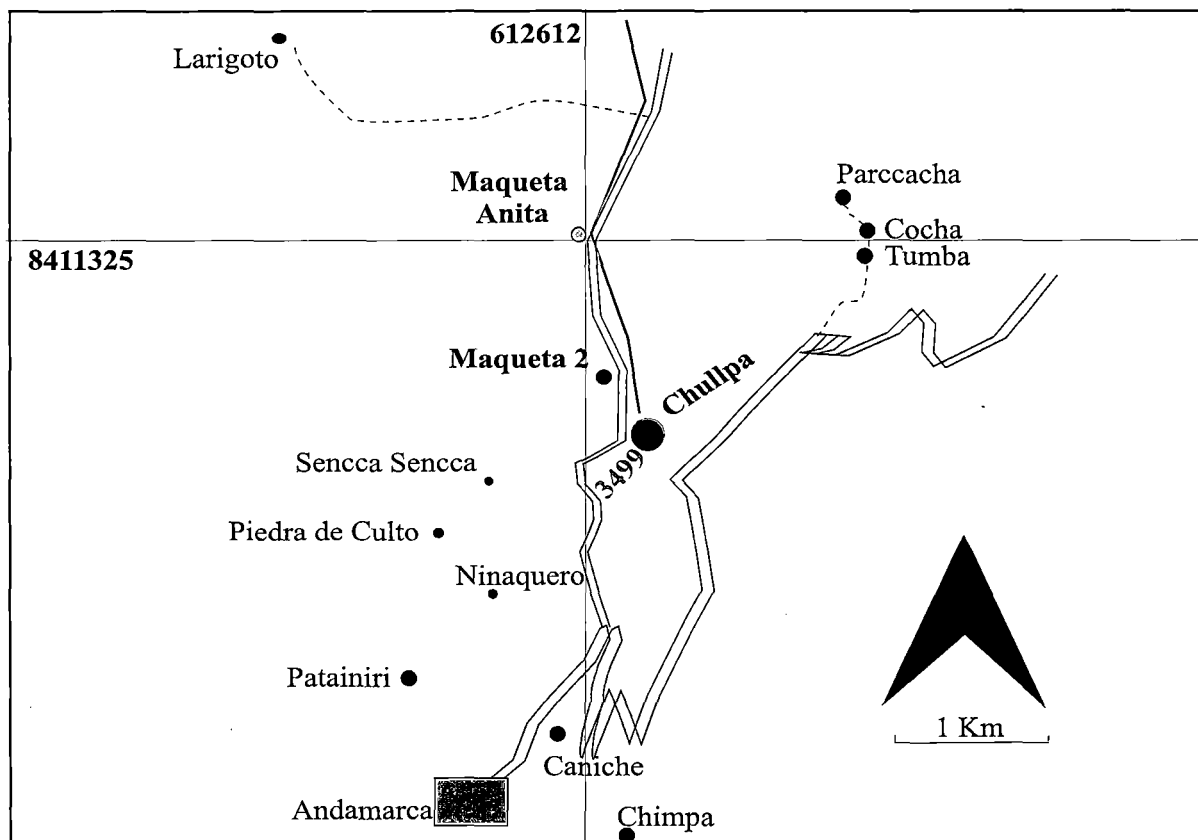 612612
Larigoto
Maqueta
Anita
Parccacha
Cocha
Tumba
8411325
Maqueta 2
Chullpa
3499
Sencca Sencca
Piedra de Culto
Ninaquero
Patainiri
1 Km
Caniche
Andamarca
Chimpa